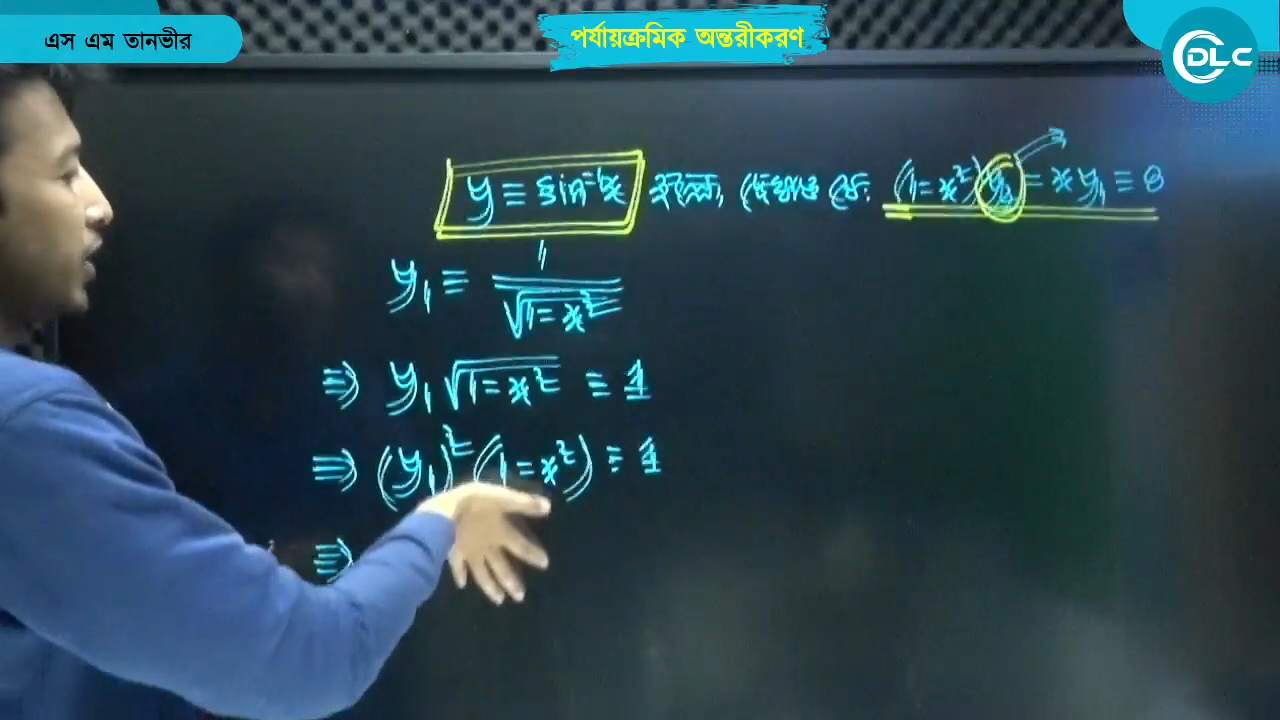 এস এম তানভীর
পর্যায়ক্রমিক অন্তরীকরণ
CDLC
y = sin⁻¹x হলে, দেখাও যে, (1-x²)y₂ - xy₁ = 0
y₁ = 1/√(1-x²)
⇒ y₁√(1-x²) = 1
⇒ (y₁)²(1-x²) = 1
⇒